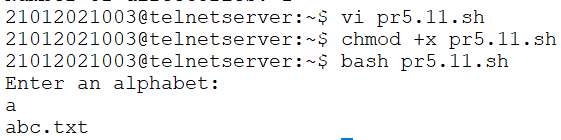 21012021003@telnetserver:~$ vi pr5.11.sh
21012021003@telnetserver:~$ chmod +x pr5.11.sh
21012021003@telnetserver:~$ bash pr5.11.sh
Enter an alphabet:
a
abc.txt